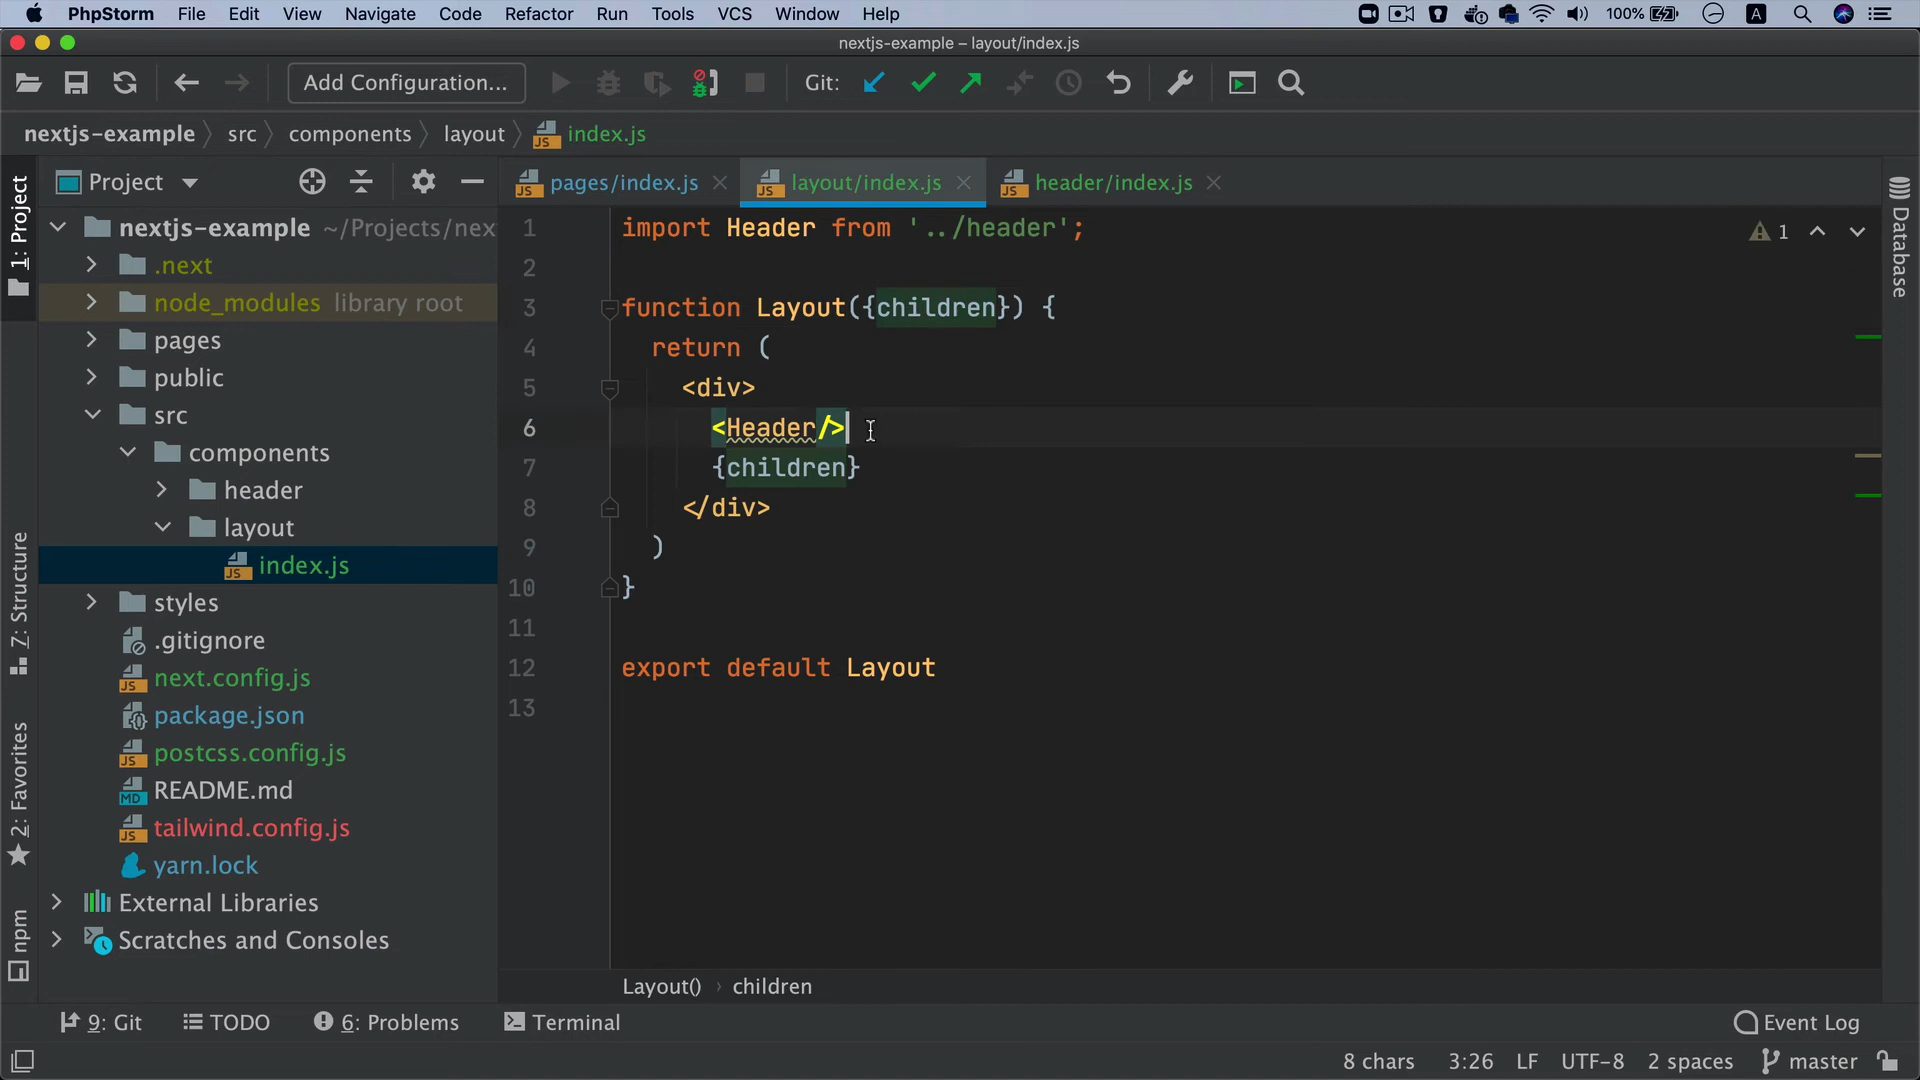 PhpStorm File Edit View Navigate Code Refactor Run Tools VCS Window Help 100% A
nextjs-example – layout/index.js
Add Configuration... Git:
nextjs-example src components layout index.js
1: Project
Project
pages/index.js layout/index.js header/index.js
nextjs-example ~/Projects/nex
.next
node_modules library root
pages
public
src
components
header
layout
index.js
styles
.gitignore
next.config.js
package.json
postcss.config.js
README.md
tailwind.config.js
yarn.lock
External Libraries
Scratches and Consoles
Z: Structure
2: Favorites
npm
1 import Header from '../header';
2
3 function Layout({children}) {
4 return (
5 <div>
6 <Header/>
7 {children}
8 </div>
9 )
10 }
11
12 export default Layout
13
1
Database
Layout() › children
9: Git TODO 6: Problems Terminal Event Log
8 chars 3:26 LF UTF-8 2 spaces master